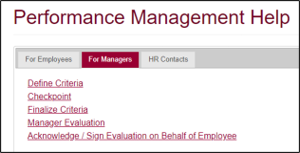 Performance Management Help
For Employees For Managers HR Contacts
Define Criteria
Checkpoint
Finalize Criteria
Manager Evaluation
Acknowledge / Sign Evaluation on Behalf of Employee